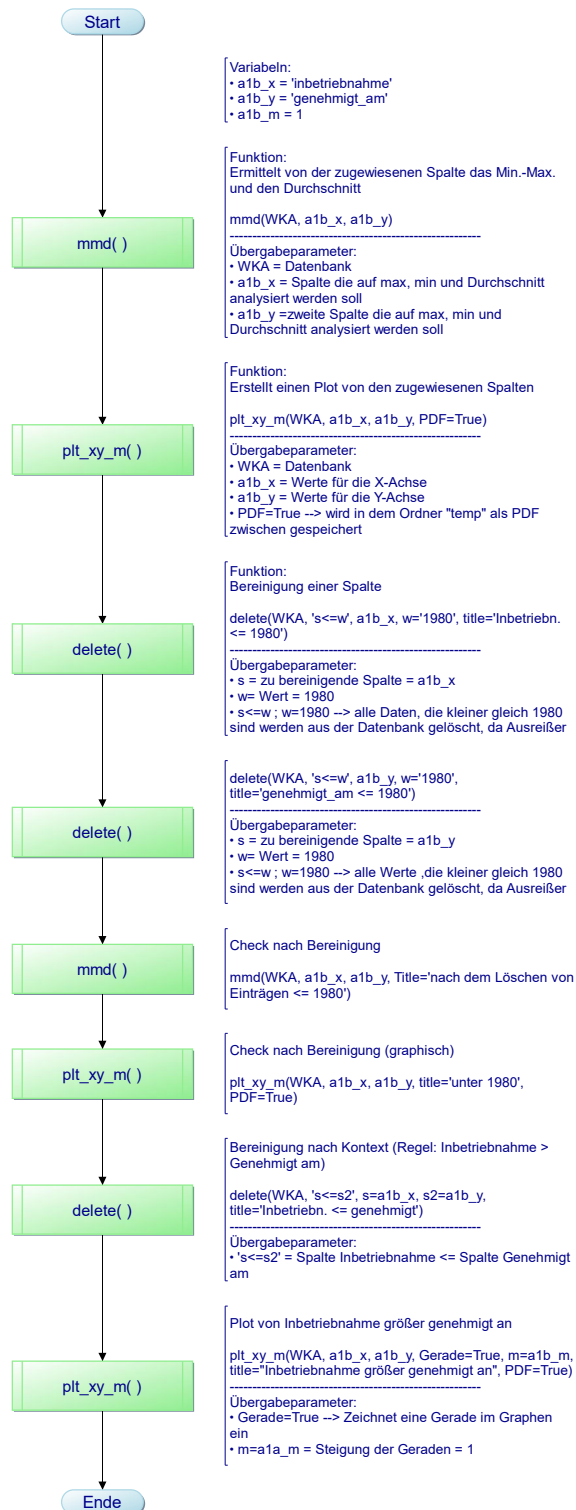 Start
Variabeln:
• a1b_x = 'inbetriebnahme'
• a1b_y = 'genehmigt_am'
• a1b_m = 1
Funktion:
Ermittelt von der zugewiesenen Spalte das Min.-Max.
und den Durchschnitt
mmd(WKA, a1b_x, a1b_y)
------------------------------------------------------
Übergabeparameter:
• WKA = Datenbank
• a1b_x = Spalte die auf max, min und Durchschnitt
analysiert werden soll
• a1b_y =zweite Spalte die auf max, min und
Durchschnitt analysiert werden soll
mmd( )
Funktion:
Erstellt einen Plot von den zugewiesenen Spalten
plt_xy_m(WKA, a1b_x, a1b_y, PDF=True)
------------------------------------------------------
Übergabeparameter:
• WKA = Datenbank
• a1b_x = Werte für die X-Achse
• a1b_y = Werte für die Y-Achse
• PDF=True --> wird in dem Ordner "temp" als PDF
zwischen gespeichert
plt_xy_m( )
Funktion:
Bereinigung einer Spalte
delete(WKA, 's<=w', a1b_x, w='1980', title='Inbetriebn.
<= 1980')
------------------------------------------------------
Übergabeparameter:
• s = zu bereinigende Spalte = a1b_x
• w= Wert = 1980
• s<=w ; w=1980 --> alle Daten, die kleiner gleich 1980
sind werden aus der Datenbank gelöscht, da Ausreißer
delete( )
delete(WKA, 's<=w', a1b_y, w='1980',
title='genehmigt_am <= 1980')
------------------------------------------------------
Übergabeparameter:
• s = zu bereinigende Spalte = a1b_y
• w= Wert = 1980
• s<=w ; w=1980 --> alle Werte ,die kleiner gleich 1980
sind werden aus der Datenbank gelöscht, da Ausreißer
delete( )
Check nach Bereinigung
mmd(WKA, a1b_x, a1b_y, Title='nach dem Löschen von
Einträgen <= 1980')
mmd( )
Check nach Bereinigung (graphisch)
plt_xy_m(WKA, a1b_x, a1b_y, title='unter 1980',
PDF=True)
plt_xy_m( )
Bereinigung nach Kontext (Regel: Inbetriebnahme >
Genehmigt am)
delete(WKA, 's<=s2', s=a1b_x, s2=a1b_y,
title='Inbetriebn. <= genehmigt')
------------------------------------------------------
Übergabeparameter:
• 's<=s2' = Spalte Inbetriebnahme <= Spalte Genehmigt
am
delete( )
Plot von Inbetriebnahme größer genehmigt an
plt_xy_m(WKA, a1b_x, a1b_y, Gerade=True, m=a1b_m,
title="Inbetriebnahme größer genehmigt an", PDF=True)
------------------------------------------------------
Übergabeparameter:
• Gerade=True --> Zeichnet eine Gerade im Graphen
ein
• m=a1a_m = Steigung der Geraden = 1
plt_xy_m( )
Ende